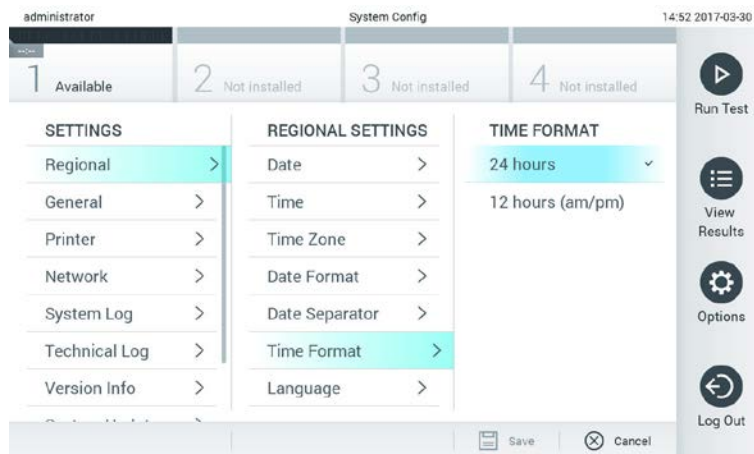 administrator
System Config
14:52 2017-03-30
--:--
1 Available
2 Not installed
3 Not installed
4 Not installed
Run Test
SETTINGS
Regional
General
Printer
Network
System Log
Technical Log
Version Info
REGIONAL SETTINGS
Date
Time
Time Zone
Date Format
Date Separator
Time Format
Language
TIME FORMAT
24 hours
12 hours (am/pm)
View
Results
Options
Log Out
Save
Cancel